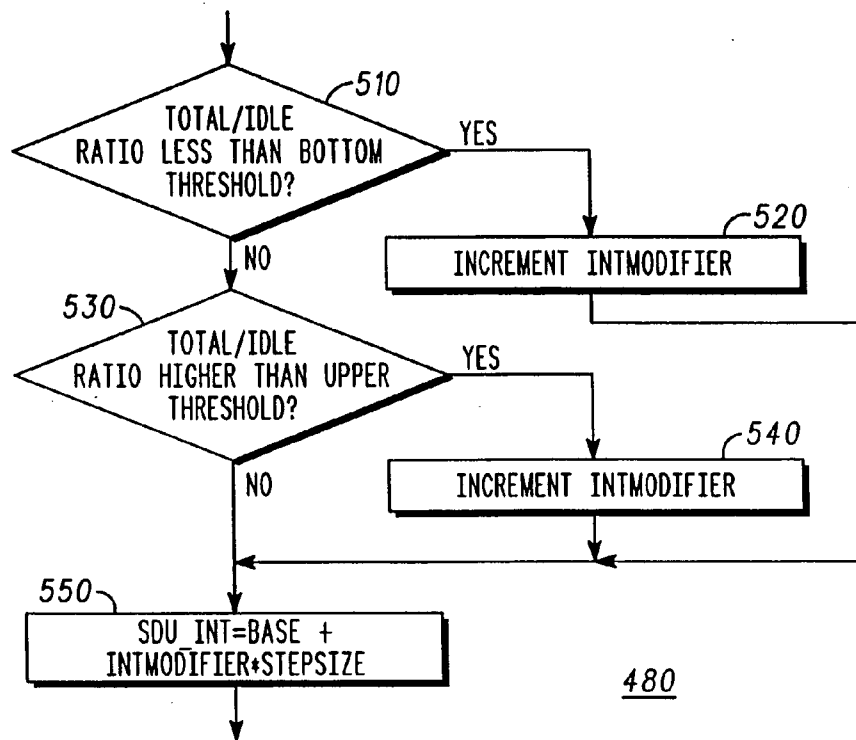 510
TOTAL/IDLE
RATIO LESS THAN BOTTOM
THRESHOLD?
YES
NO
520
INCREMENT INTMODIFIER
530
TOTAL/IDLE
RATIO HIGHER THAN UPPER
THRESHOLD?
YES
NO
540
INCREMENT INTMODIFIER
550
SDU_INT=BASE +
INTMODIFIER*STEPSIZE
480